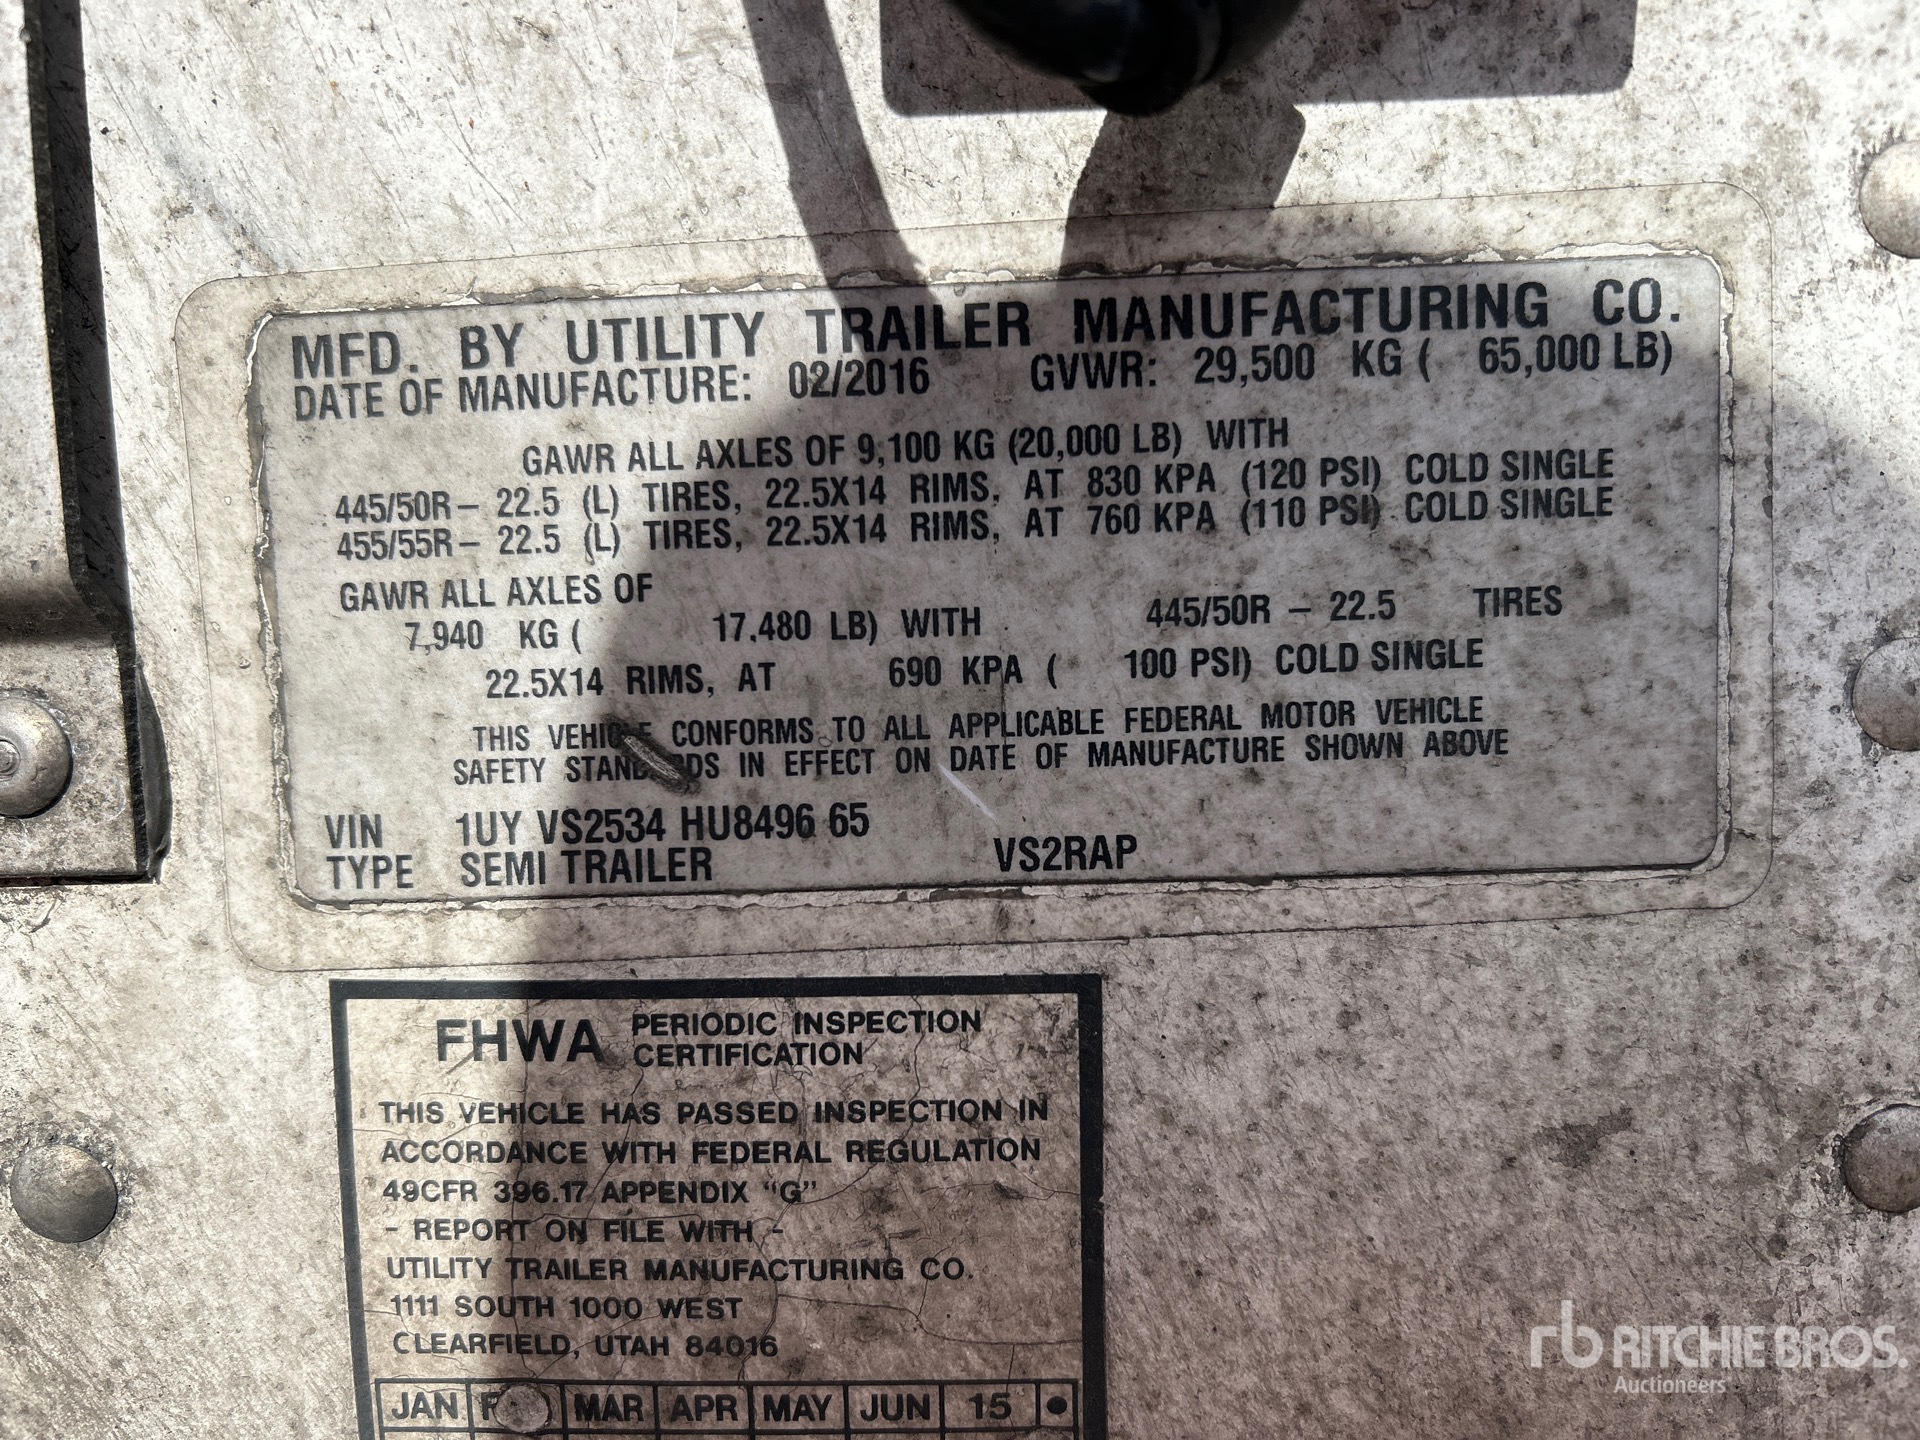 MFD. BY UTILITY TRAILER MANUFACTURING CO.
DATE OF MANUFACTURE: 02/2016 GVWR: 29,500 KG ( 65,000 LB)
GAWR ALL AXLES OF 9,100 KG (20,000 LB) WITH
445/50R – 22.5 (L) TIRES, 22.5X14 RIMS, AT 830 KPA (120 PSI) COLD SINGLE
455/55R – 22.5 (L) TIRES, 22.5X14 RIMS, AT 760 KPA (110 PSI) COLD SINGLE
GAWR ALL AXLES OF
7,940 KG ( 17,480 LB) WITH 445/50R – 22.5 TIRES
22.5X14 RIMS, AT 690 KPA ( 100 PSI) COLD SINGLE
THIS VEHICLE CONFORMS TO ALL APPLICABLE FEDERAL MOTOR VEHICLE
SAFETY STANDARDS IN EFFECT ON DATE OF MANUFACTURE SHOWN ABOVE
VIN 1UY VS2534 HU8496 65
TYPE SEMI TRAILER VS2RAP
FHWA PERIODIC INSPECTION
CERTIFICATION
THIS VEHICLE HAS PASSED INSPECTION IN
ACCORDANCE WITH FEDERAL REGULATION
49CFR 396.17 APPENDIX "G"
- REPORT ON FILE WITH -
UTILITY TRAILER MANUFACTURING CO.
1111 SOUTH 1000 WEST
CLEARFIELD, UTAH 84016
JAN MAR APR MAY JUN 15 •
rb RITCHIE BROS.
Auctioneers